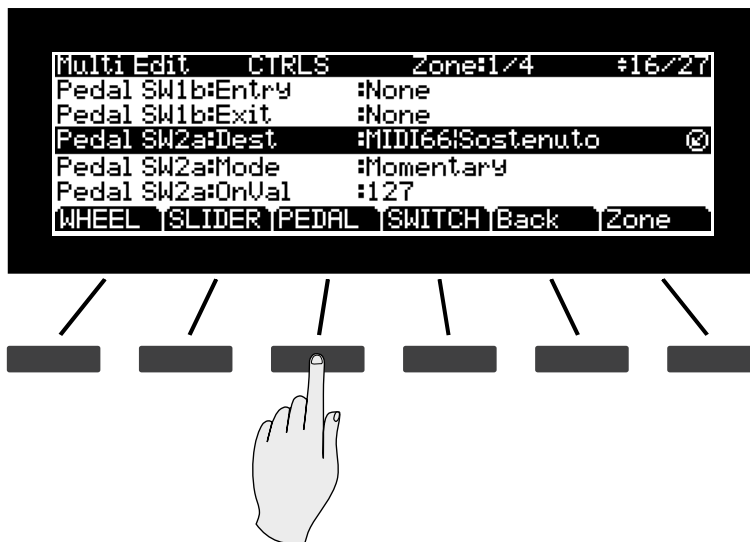 Multi Edit CTRLS Zone:1/4 16/27
Pedal SW1b:Entry :None
Pedal SW1b:Exit :None
Pedal SW2a:Dest :MIDI66:Sostenuto
Pedal SW2a:Mode :Momentary
Pedal SW2a:OnVal :127
WHEEL SLIDER PEDAL SWITCH Back Zone